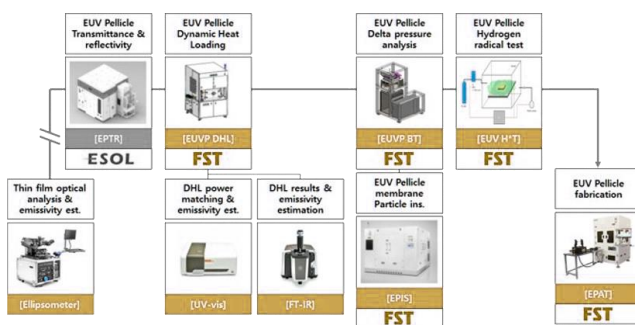 EUV Pellicle
Transmittance &
reflectivity
[EPTR]
ESOL
EUV Pellicle
Dynamic Heat
Loading
[EUVP DHL]
FST
EUV Pellicle
Delta pressure
analysis
[EUVP BT]
FST
EUV Pellicle
Hydrogen
radical test
[EUV H*T]
FST
Thin film optical
analysis &
emissivity est.
[Ellipsometer]
DHL power
matching &
emissivity est.
[UV-vis]
DHL results &
emissivity
estimation
[FT-IR]
EUV Pellicle
membrane
Particle ins.
[EPIS]
FST
EUV Pellicle
fabrication
[EPAT]
FST